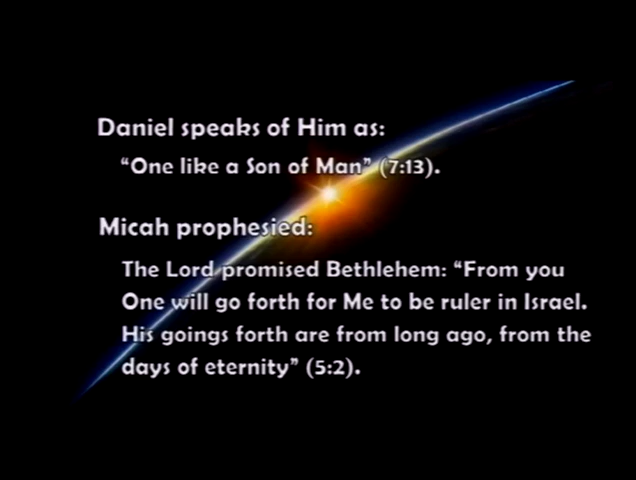 Daniel speaks of Him as:
“One like a Son of Man” (7:13).
Micah prophesied:
The Lord promised Bethlehem: “From you
One will go forth for Me to be ruler in Israel.
His goings forth are from long ago, from the
days of eternity” (5:2).